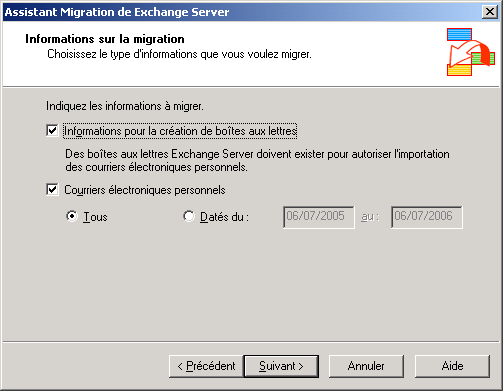 Assistant Migration de Exchange Server
Informations sur la migration
Choisissez le type d'informations que vous voulez migrer.
Indiquez les informations à migrer.
Informations pour la création de boîtes aux lettres
Des boîtes aux lettres Exchange Server doivent exister pour autoriser l'importation
des courriers électroniques personnels.
Courriers électroniques personnels
Tous Datés du : 06/07/2005 au : 06/07/2006
< Précédent Suivant > Annuler Aide